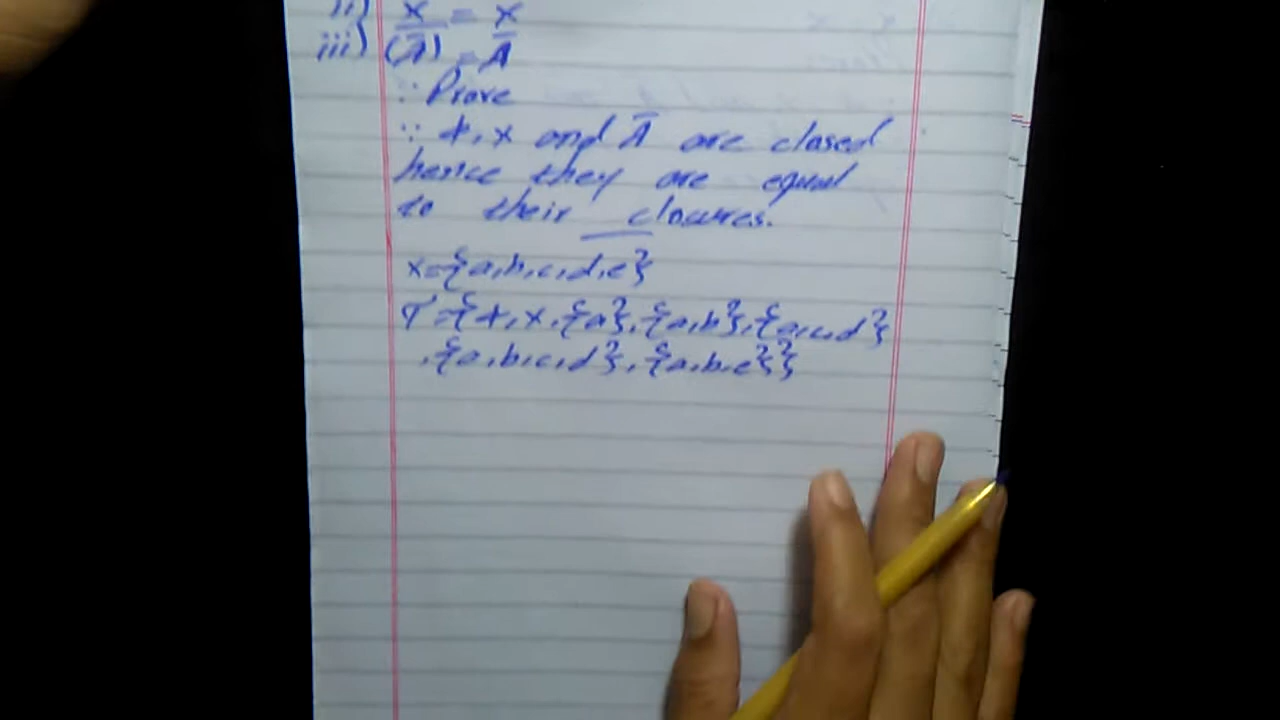 ii) X̅ = X
iii) (A̅)̅ = A̅
∵ Prove
∵ ϕ, x and A̅ are closed
hence they are equal
to their closures.
x={a,b,c,d,e}
τ={ϕ, x, {a}, {a,b}, {a,c,d}
,{a,b,c,d}, {a,b,e}}